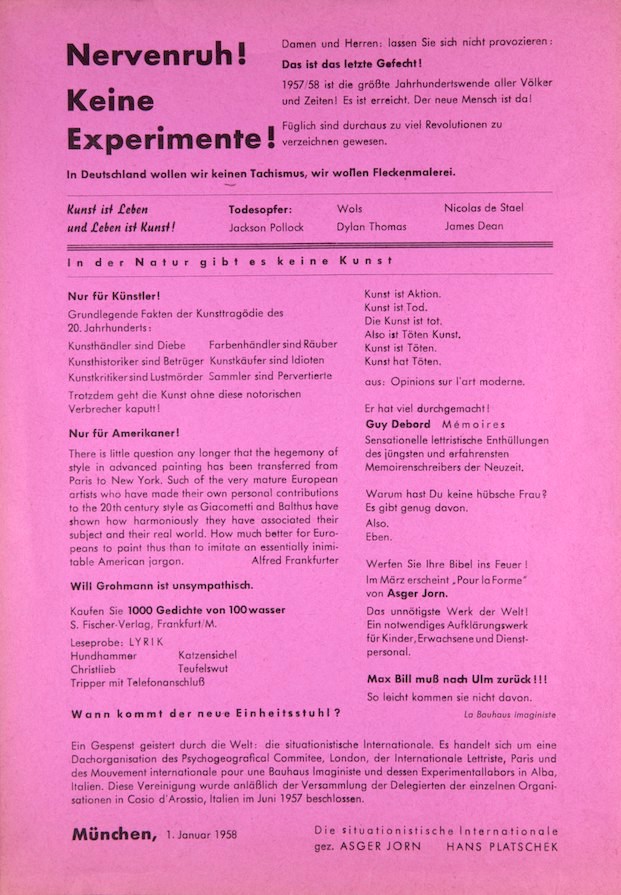 Nervenruh!
Keine
Experimente!
Damen und Herren: lassen Sie sich nicht provozieren:
Das ist das letzte Gefecht!
1957/58 ist die größte Jahrhundertswende aller Völker
und Zeiten! Es ist erreicht. Der neue Mensch ist da!
Füglich sind durchaus zu viel Revolutionen zu
verzeichnen gewesen.
In Deutschland wollen wir keinen Tachismus, wir wollen Fleckenmalerei.
Kunst ist Leben
und Leben ist Kunst!
Todesopfer: Wols Nicolas de Stael
Jackson Pollock Dylan Thomas James Dean
In der Natur gibt es keine Kunst
Nur für Künstler!
Grundlegende Fakten der Kunsttragödie des
20. Jahrhunderts:
Kunsthändler sind Diebe Farbenhändler sind Räuber
Kunsthistoriker sind Betrüger Kunstkäufer sind Idioten
Kunstkritiker sind Lustmörder Sammler sind Pervertierte
Trotzdem geht die Kunst ohne diese notorischen
Verbrecher kaputt!
Nur für Amerikaner!
There is little question any longer that the hegemony of
style in advanced painting has been transferred from
Paris to New York. Such of the very mature European
artists who have made their own personal contributions
to the 20th century style as Giacometti and Balthus have
shown how harmoniously they have associated their
subject and their real world. How much better for Euro-
peans to paint thus than to imitate an essentially inimi-
table American jargon. Alfred Frankfurter
Will Grohmann ist unsympathisch.
Kaufen Sie 1000 Gedichte von 100wasser
S. Fischer-Verlag, Frankfurt/M.
Leseprobe: LYRIK
Hundhammer Katzensichel
Christlieb Teufelswut
Tripper mit Telefonanschluß
Wann kommt der neue Einheitsstuhl?
Kunst ist Aktion.
Kunst ist Tod.
Die Kunst ist tot.
Also ist Töten Kunst.
Kunst ist Töten.
Kunst hat Töten.
aus: Opinions sur l'art moderne.
Er hat viel durchgemacht!
Guy Debord Mémoires
Sensationelle lettristische Enthüllungen
des jüngsten und erfahrensten
Memoirenschreibers der Neuzeit.
Warum hast Du keine hübsche Frau?
Es gibt genug davon.
Also.
Eben.
Werfen Sie Ihre Bibel ins Feuer!
Im März erscheint „Pour la Forme"
von Asger Jorn.
Das unnötigste Werk der Welt!
Ein notwendiges Aufklärungswerk
für Kinder, Erwachsene und Dienst-
personal.
Max Bill muß nach Ulm zurück!!!
So leicht kommen sie nicht davon.
La Bauhaus Imaginiste
Ein Gespenst geistert durch die Welt: die situationistische Internationale. Es handelt sich um eine
Dachorganisation des Psychogeografical Commitee, London, der Internationale Lettriste, Paris und
des Mouvement internationale pour une Bauhaus Imaginiste und dessen Experimentallabors in Alba,
Italien. Diese Vereinigung wurde anläßlich der Versammlung der Delegierten der einzelnen Organi-
sationen in Casio d'Arossio, Italien im Juni 1957 beschlossen.
München, 1. Januar 1958
Die situationistische Internationale
gez. ASGER JORN HANS PLATSCHEK